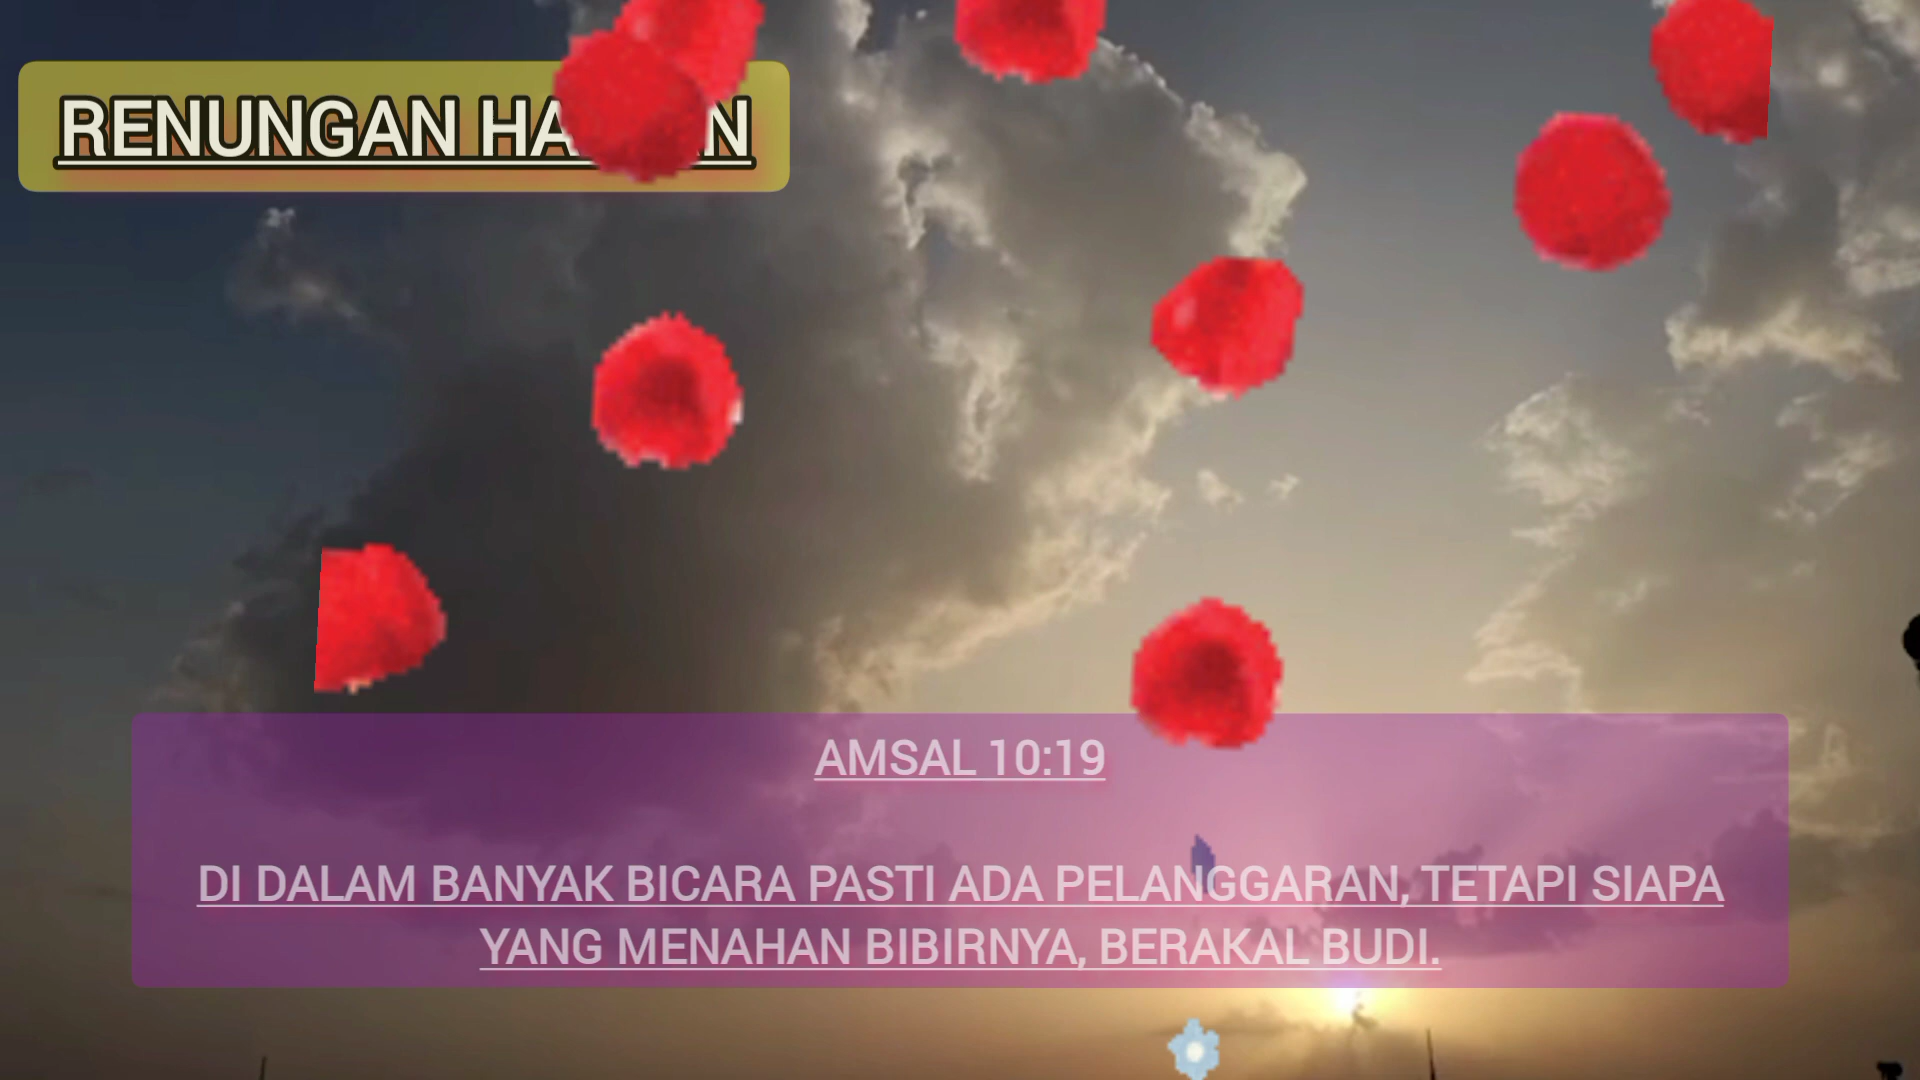 RENUNGAN
AMSAL 10:19
DI DALAM BANYAK BICARA PASTI ADA PELANGGARAN, TETAPI SIAPA
YANG MENAHAN BIBIRNYA, BERAKAL BUDI.